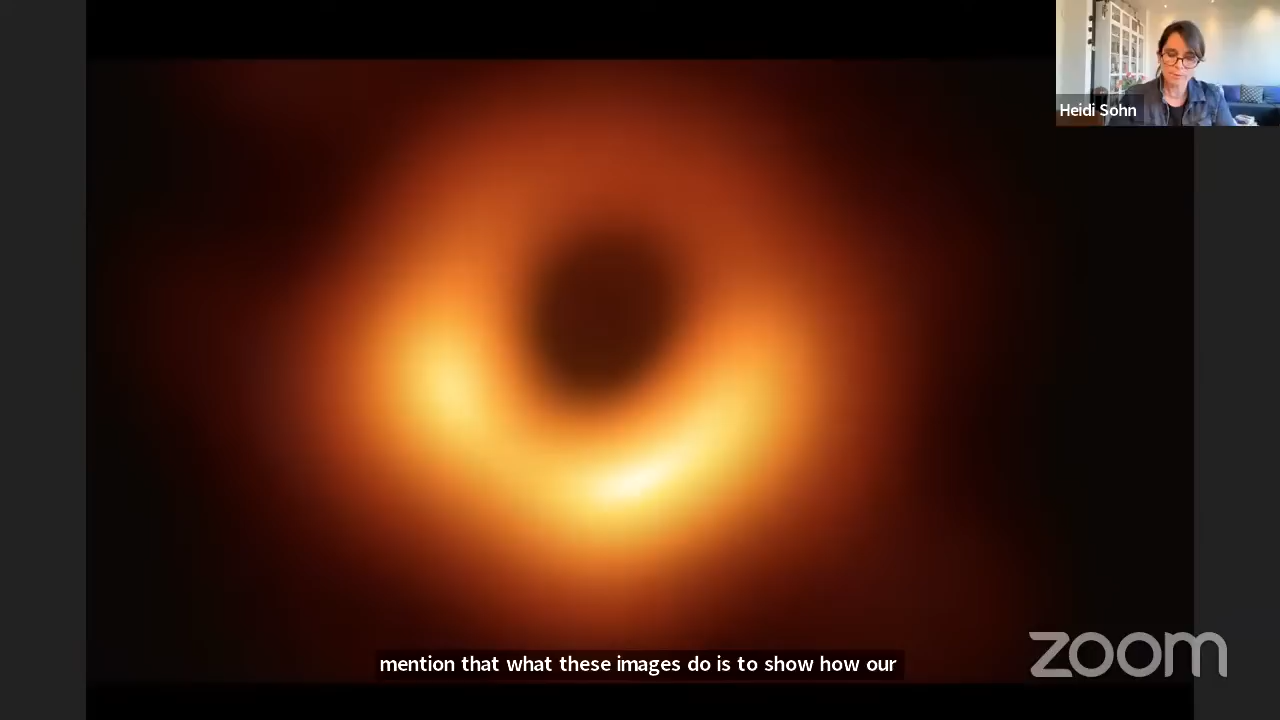 Heidi Sohn
mention that what these images do is to show how our
zoom